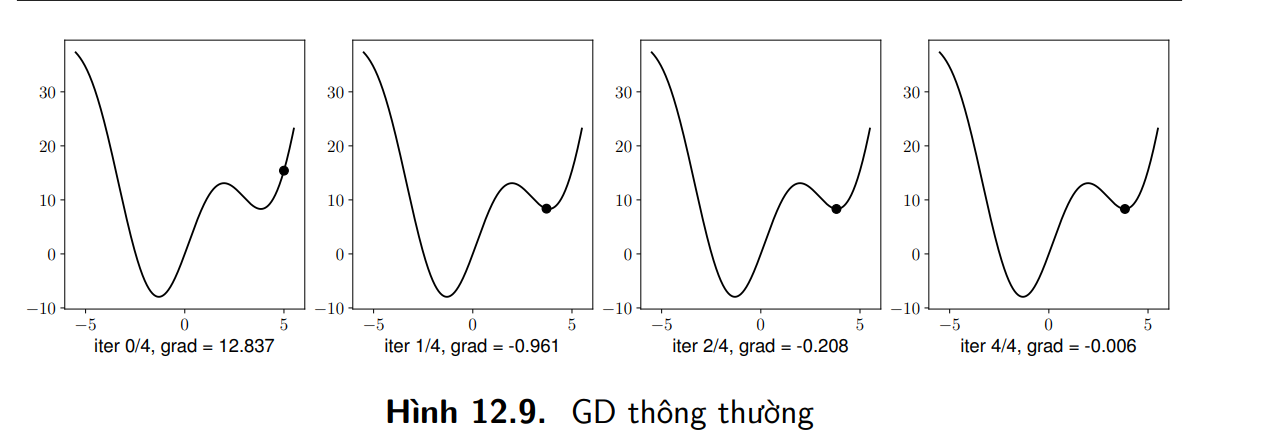 30
20
10
0
−10
−5 0 5
iter 0/4, grad = 12.837
30
20
10
0
−10
−5 0 5
iter 1/4, grad = -0.961
30
20
10
0
−10
−5 0 5
iter 2/4, grad = -0.208
30
20
10
0
−10
−5 0 5
iter 4/4, grad = -0.006
Hình 12.9. GD thông thường